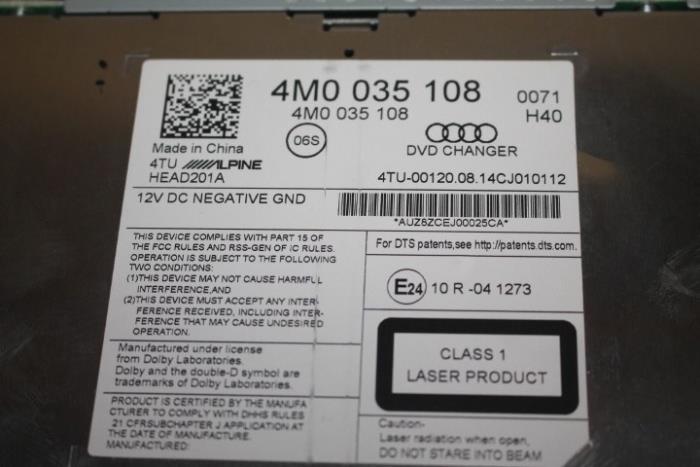 4M0 035 108
0071
4M0 035 108
H40
06S
Made in China
4TU ALPINE
HEAD201A
DVD CHANGER
4TU-00120.08.14CJ010112
12V DC NEGATIVE GND
*AUZ8ZCEJ00025CA*
THIS DEVICE COMPLIES WITH PART 15 OF
THE FCC RULES AND RSS-GEN OF IC RULES.
OPERATION IS SUBJECT TO THE FOLLOWING
TWO CONDITIONS:
(1)THIS DEVICE MAY NOT CAUSE HARMFUL
INTERFERENCE,AND
(2)THIS DEVICE MUST ACCEPT ANY INTER-
FERENCE RECEIVED, INCLUDING INTER-
FERENCE THAT MAY CAUSE UNDESIRED
OPERATION.
For DTS patents,see http://patents.dts.com.
E24 10 R -04 1273
Manufactured under license
from Dolby Laboratories.
Dolby and the double-D symbol are
trademarks of Dolby Laboratories.
CLASS 1
LASER PRODUCT
PRODUCT IS CERTIFIED BY THE MANUFA
CTURER TO COMPLY WITH DHHS RULES
21 CFRSUBCHAPTER J APPLICATION AT
THE DATE OF MANUFACTURE.
MANUFACTURED:
Caution-
Laser radiation when open,
DO NOT STARE INTO BEAM